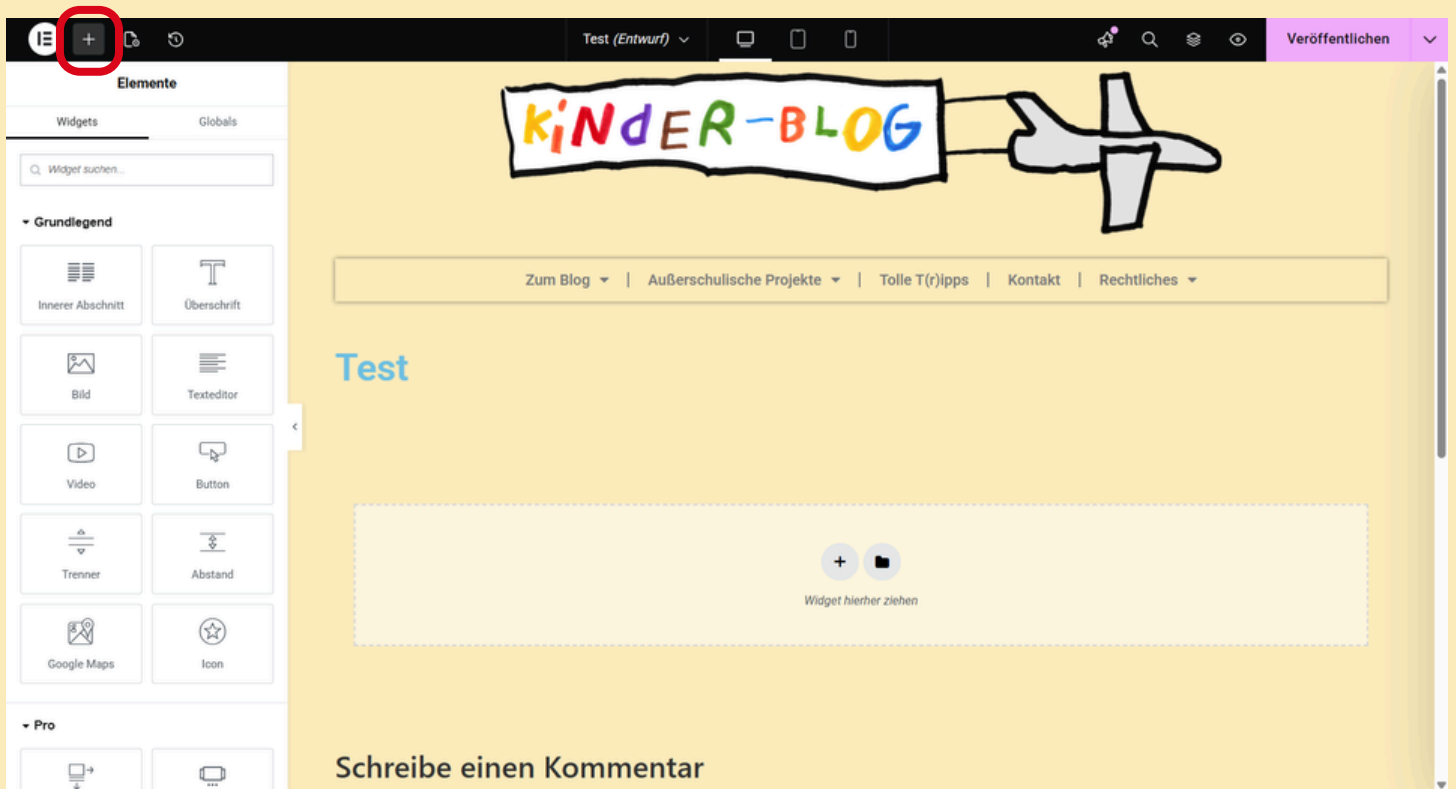 Test (Entwurf)
Veröffentlichen
Elemente
Widgets
Globals
Widget suchen...
Grundlegend
Innerer Abschnitt
Überschrift
Bild
Texteditor
Video
Button
Trenner
Abstand
Google Maps
Icon
Pro
KiNdER-BLOG
Zum Blog | Außerschulische Projekte | Tolle T(r)ipps | Kontakt | Rechtliches
Test
Widget hierher ziehen
Schreibe einen Kommentar